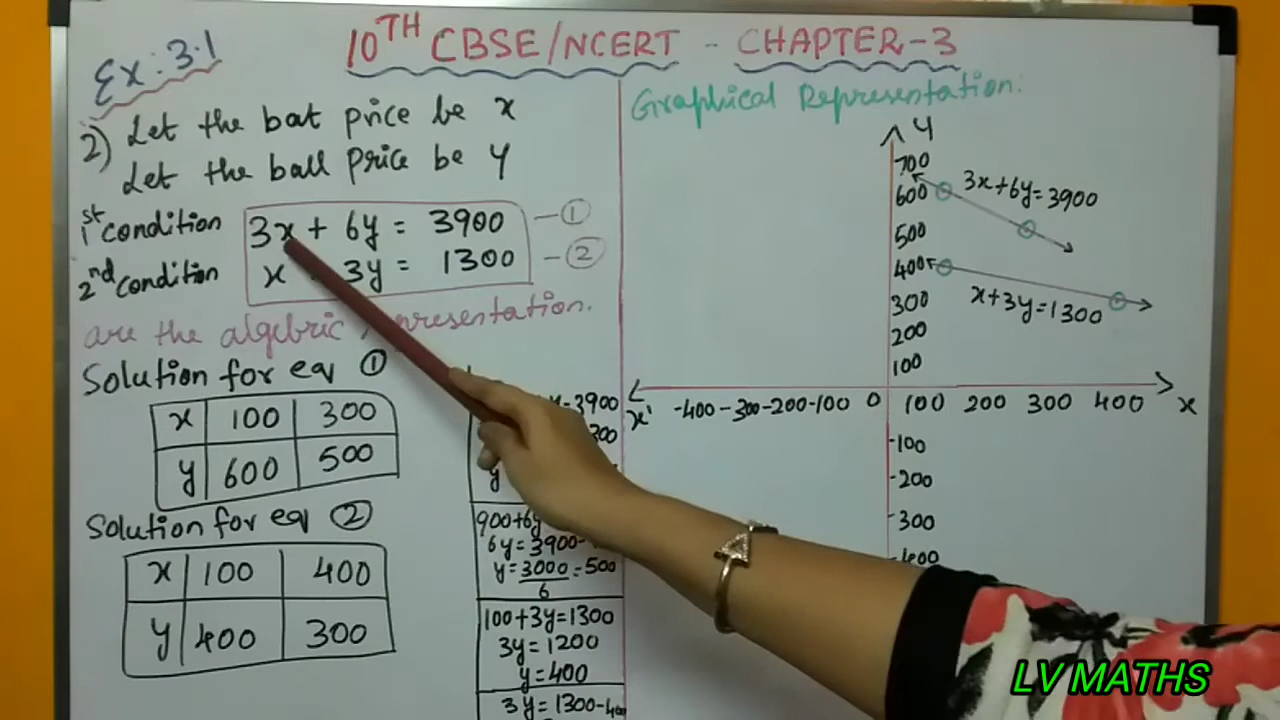 10TH CBSE/NCERT - CHAPTER-3
Ex:3.1
2) Let the bat price be x
Let the ball price be y
1st condition 3x + 6y = 3900 - ①
2nd condition x 3y = 1300 - ②
are the algebric representation.
Solution for eq ①
x 100 300
y 600 500
Solution for eq ②
x 100 400
y 400 300
-3900
y
900+6y
6y=3900-
y=3000=500
6
100+3y=1300
3y=1200
y=400
3y=1300-400
Graphical Representation:
Y
700
600
500
400
300
200
100
3x+6y=3900
x+3y=1300
x' -400 -300 -200 -100 0 100 200 300 400 x
-100
-200
-300
-400
LV MATHS